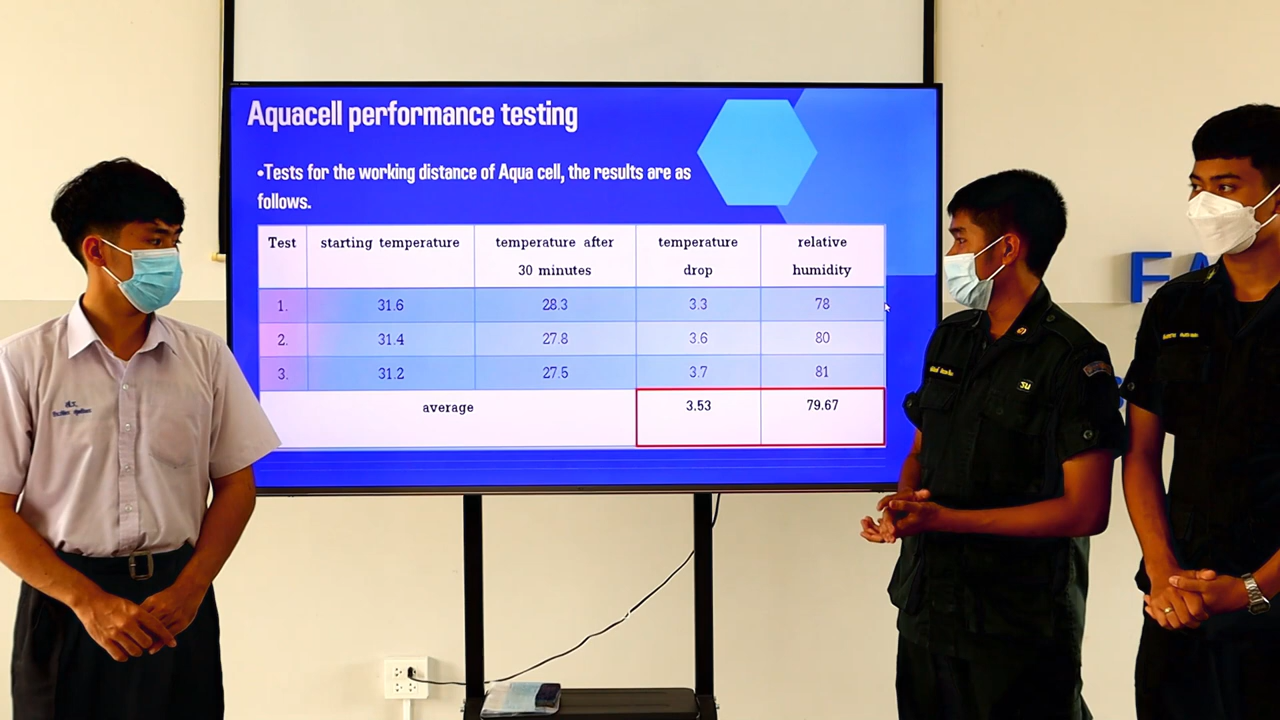 Aquacell performance testing
•Tests for the working distance of Aqua cell, the results are as
follows.
Test starting temperature temperature after 30 minutes temperature drop relative humidity
1. 31.6 28.3 3.3 78
2. 31.4 27.8 3.6 80
3. 31.2 27.5 3.7 81
average 3.53 79.67
FA